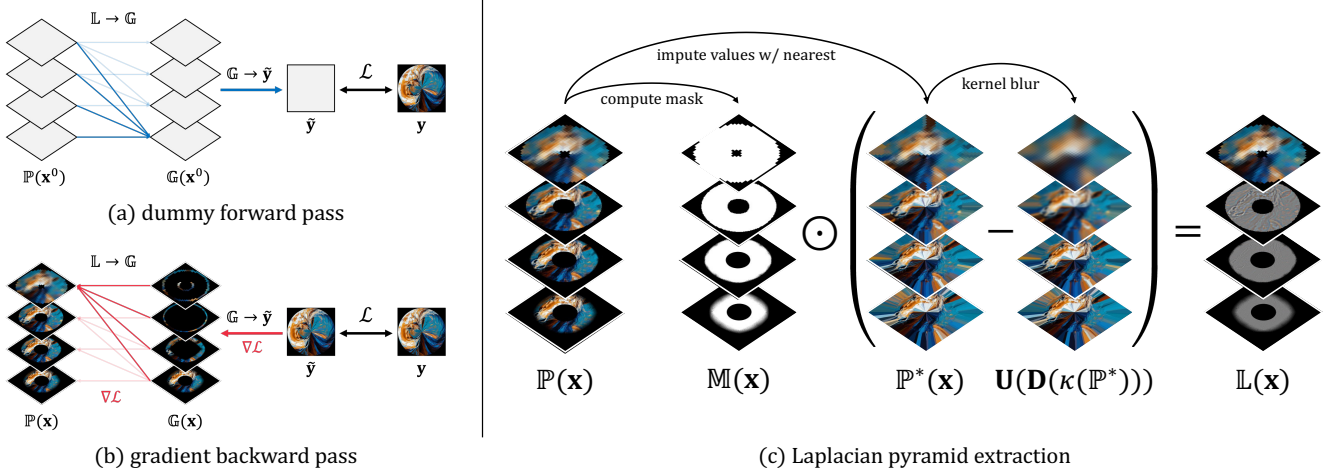 𝕃 → 𝔾
𝔾 → ỹ
ℒ
ỹ
y
ℙ(x⁰)
𝔾(x⁰)
(a) dummy forward pass
𝕃 → 𝔾
𝔾 → ỹ
∇ℒ
ℒ
ỹ
y
∇ℒ
ℙ(x)
𝔾(x)
(b) gradient backward pass
impute values w/ nearest
compute mask
kernel blur
⊙ ( − ) =
ℙ(x)
𝕄(x)
ℙ*(x)
U(D(κ(ℙ*)))
𝕃(x)
(c) Laplacian pyramid extraction